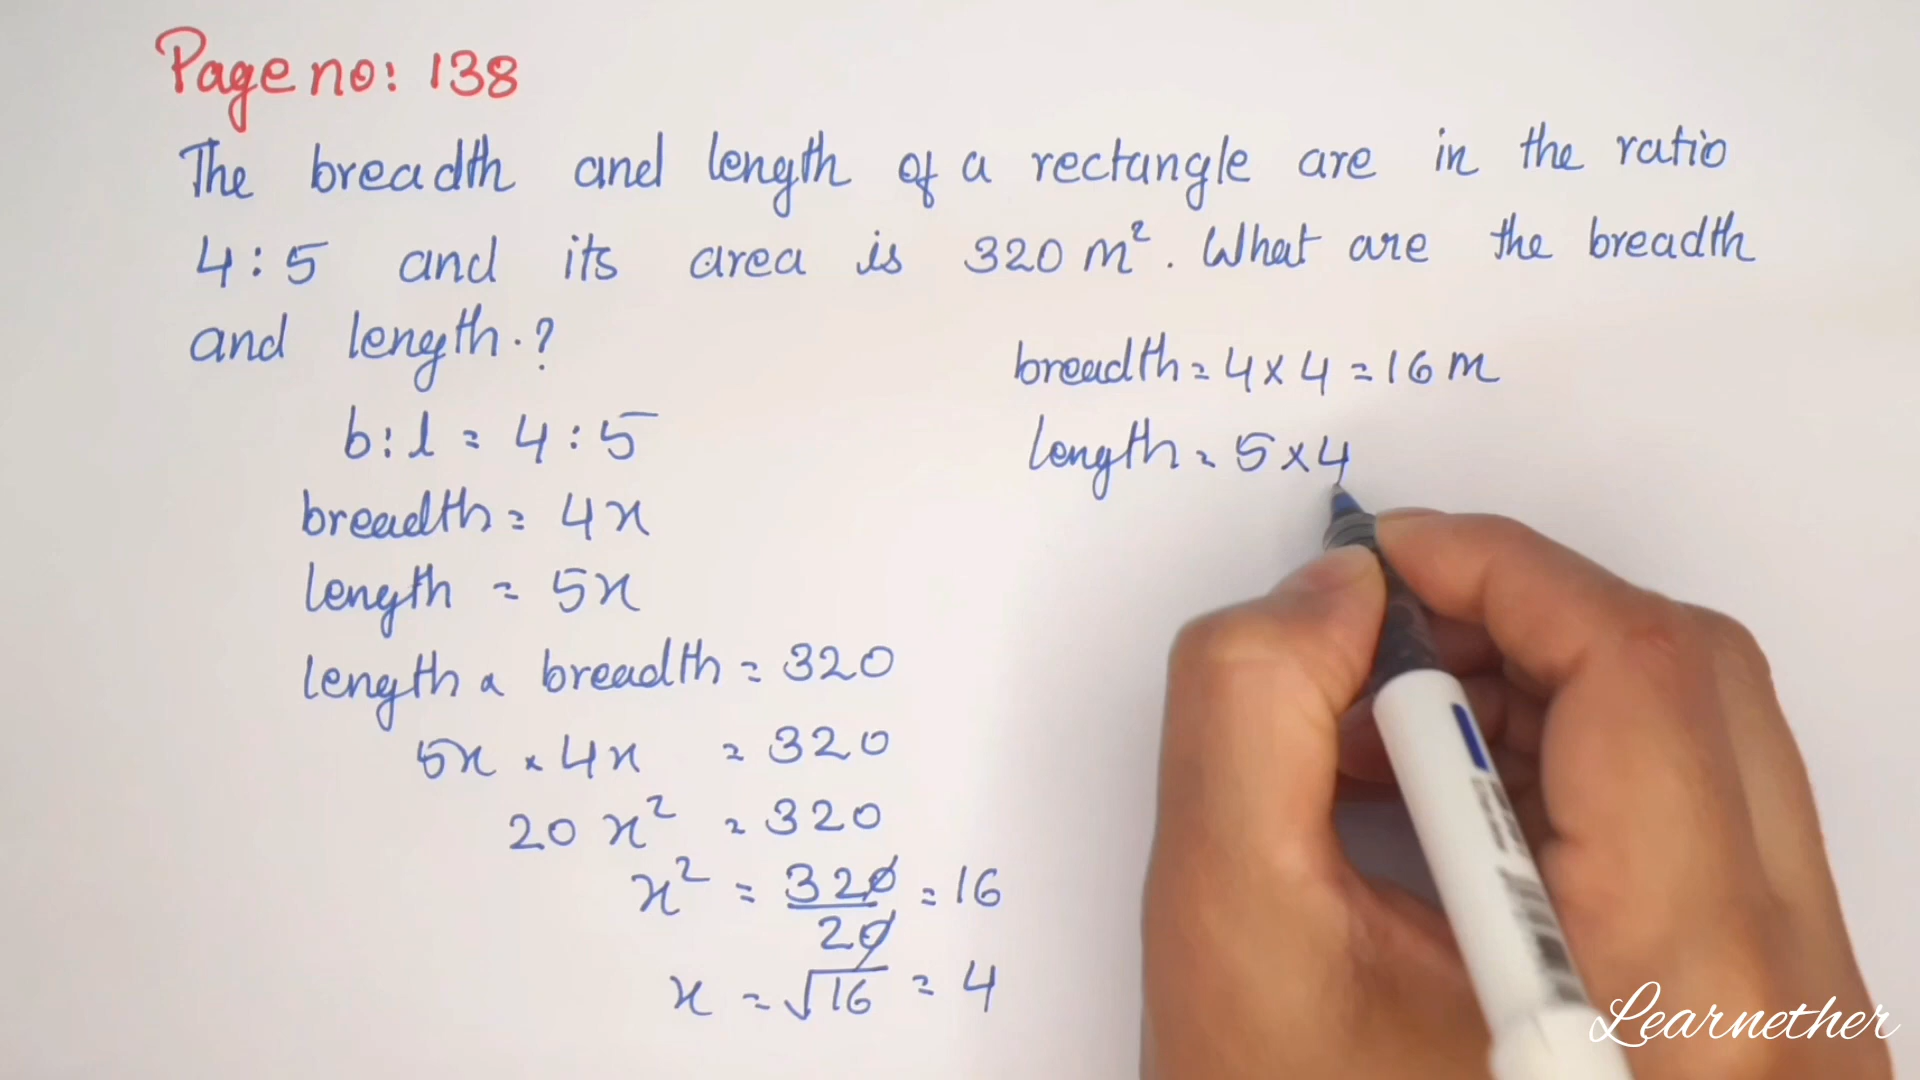 Page no: 138
The breadth and length of a rectangle are in the ratio
4 : 5 and its area is 320 m². What are the breadth
and length.?
b:l = 4 : 5
breadth = 4x
length = 5x
length x breadth = 320
5x x 4x = 320
20 x² = 320
x² = 320/20 = 16
x = √16 = 4
breadth = 4 x 4 = 16 m
length = 5 x 4
Learnether